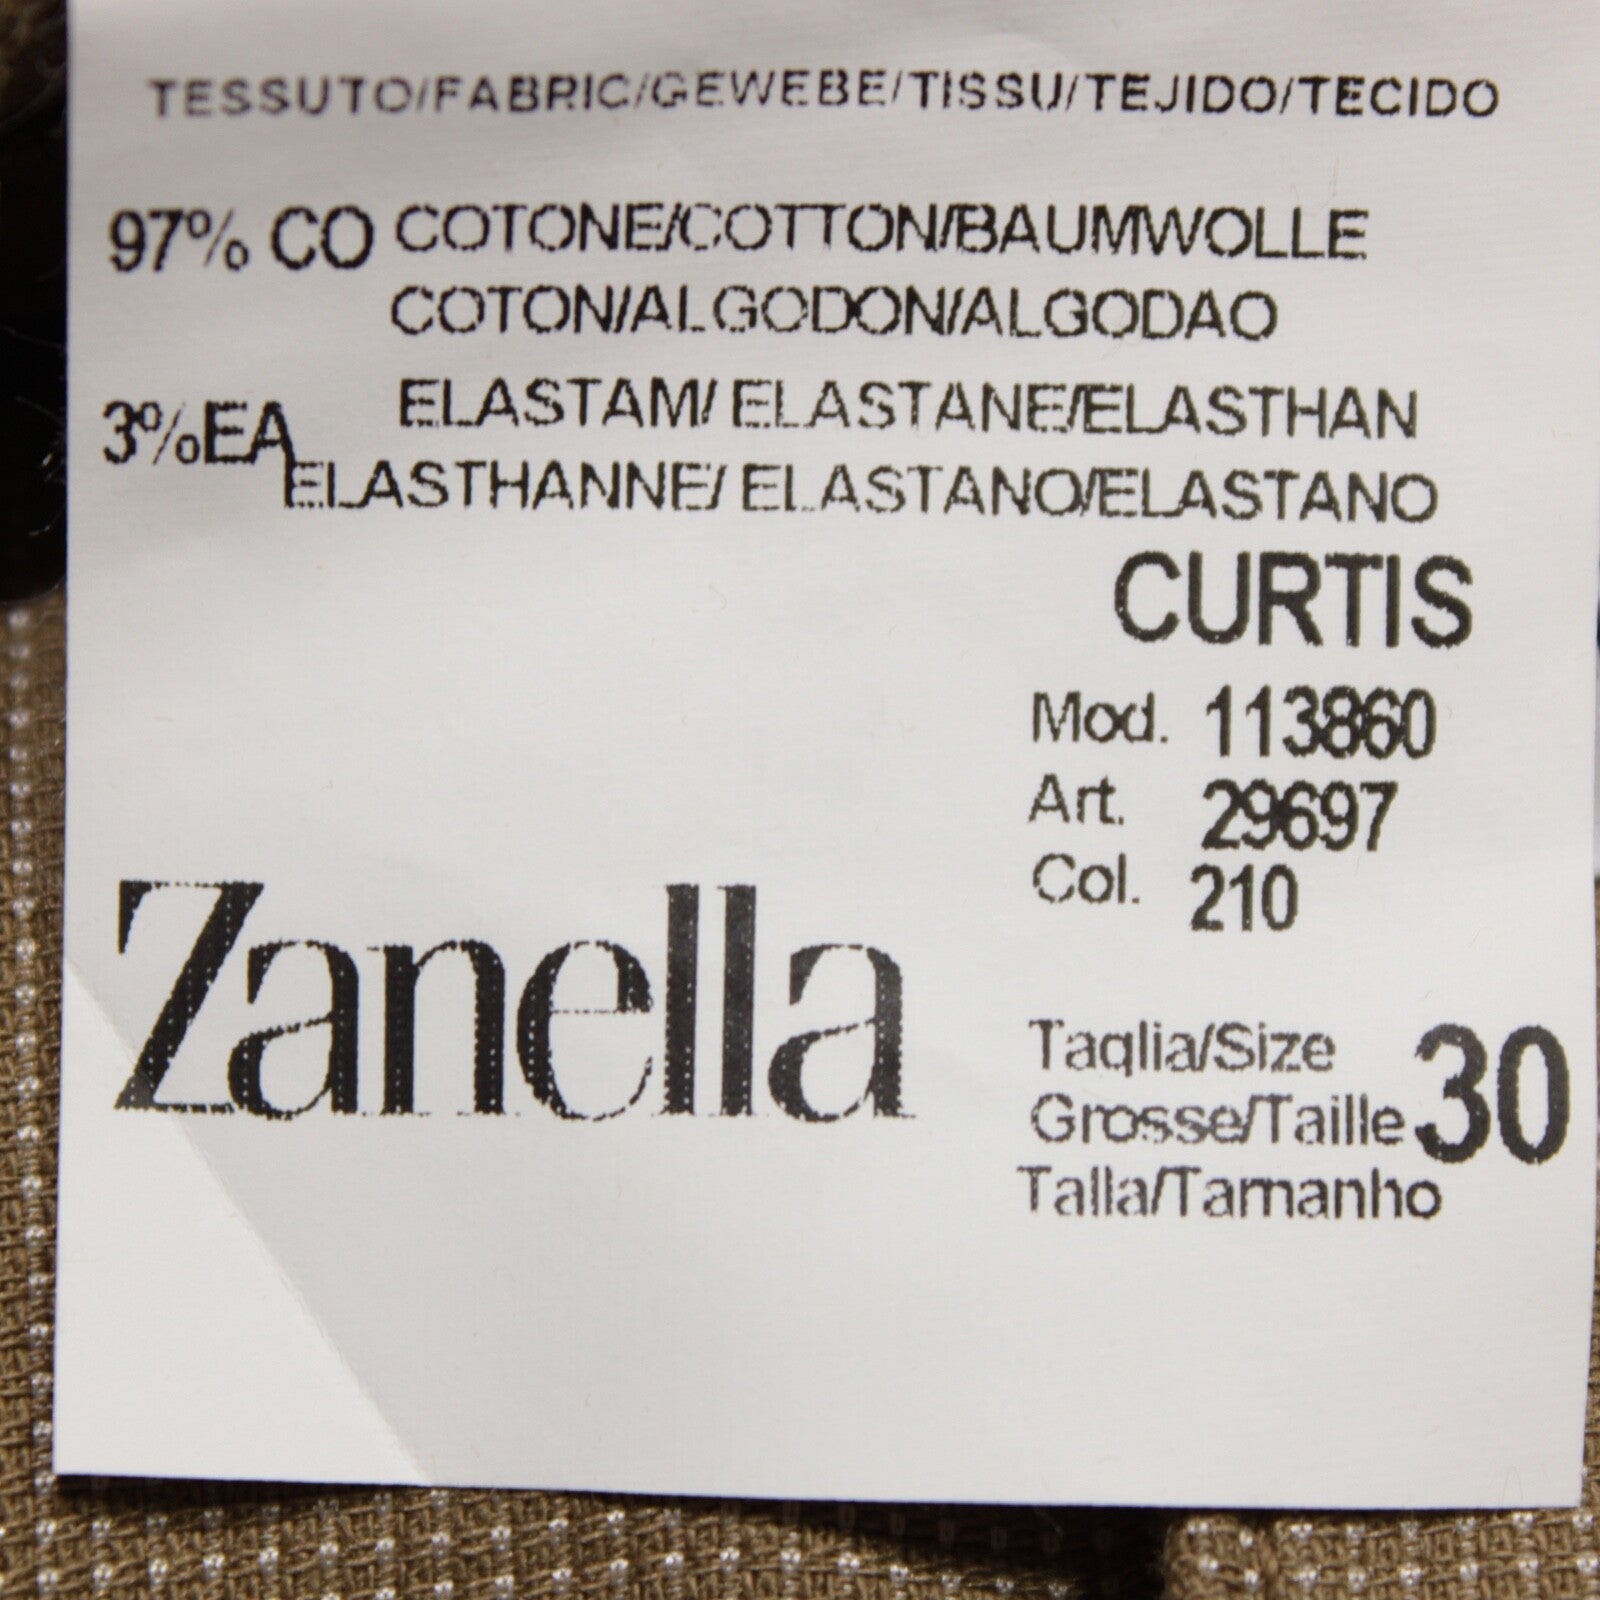 TESSUTO/FABRIC/GEWEBE/TISSU/TEJIDO/TECIDO
97% CO COTONE/COTTON/BAUMWOLLE
COTON/ALGODON/ALGODAO
3%EA ELASTAM/ ELASTANE/ELASTHAN
ELASTHANNE/ ELASTANO/ELASTANO
CURTIS
Mod. 113860
Art. 29697
Col. 210
Zanella
Taglia/Size
Grosse/Taille 30
Talla/Tamanho